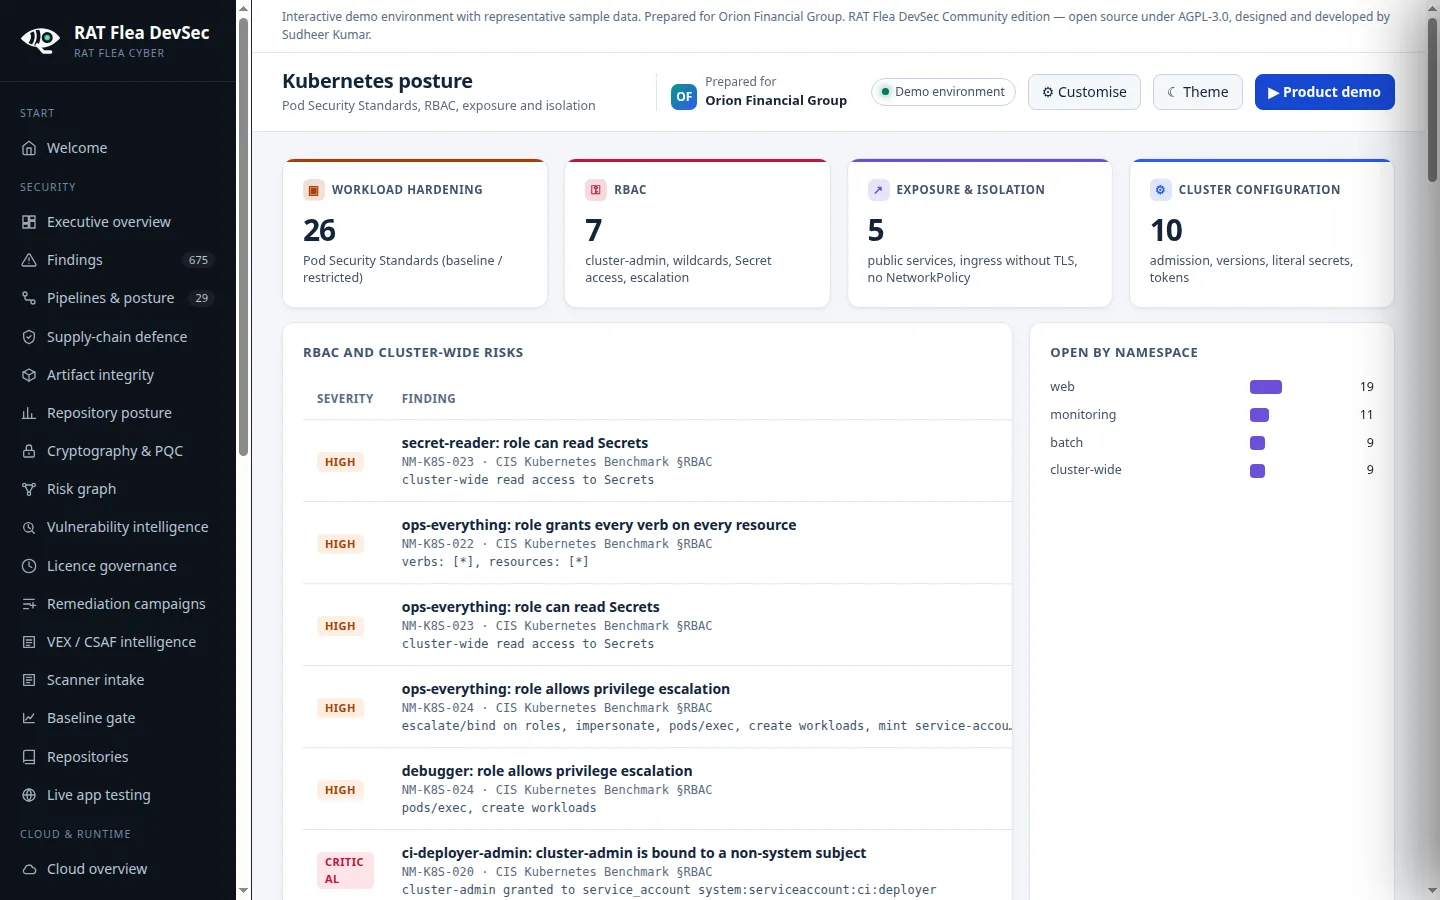 RAT Flea DevSec
RAT FLEA CYBER
START
Welcome
SECURITY
Executive overview
Findings 675
Pipelines & posture 29
Supply-chain defence
Artifact integrity
Repository posture
Cryptography & PQC
Risk graph
Vulnerability intelligence
Licence governance
Remediation campaigns
VEX / CSAF intelligence
Scanner intake
Baseline gate
Repositories
Live app testing
CLOUD & RUNTIME
Cloud overview
Interactive demo environment with representative sample data. Prepared for Orion Financial Group. RAT Flea DevSec Community edition — open source under AGPL-3.0, designed and developed by
Sudheer Kumar.
Kubernetes posture
Pod Security Standards, RBAC, exposure and isolation
OF
Prepared for
Orion Financial Group
Demo environment
⚙ Customise
☾ Theme
▶ Product demo
WORKLOAD HARDENING
26
Pod Security Standards (baseline /
restricted)
RBAC
7
cluster-admin, wildcards, Secret
access, escalation
EXPOSURE & ISOLATION
5
public services, ingress without TLS,
no NetworkPolicy
CLUSTER CONFIGURATION
10
admission, versions, literal secrets,
tokens
RBAC AND CLUSTER-WIDE RISKS
SEVERITY FINDING
HIGH
secret-reader: role can read Secrets
NM-K8S-023 · CIS Kubernetes Benchmark §RBAC
cluster-wide read access to Secrets
HIGH
ops-everything: role grants every verb on every resource
NM-K8S-022 · CIS Kubernetes Benchmark §RBAC
verbs: [*], resources: [*]
HIGH
ops-everything: role can read Secrets
NM-K8S-023 · CIS Kubernetes Benchmark §RBAC
cluster-wide read access to Secrets
HIGH
ops-everything: role allows privilege escalation
NM-K8S-024 · CIS Kubernetes Benchmark §RBAC
escalate/bind on roles, impersonate, pods/exec, create workloads, mint service-accou…
HIGH
debugger: role allows privilege escalation
NM-K8S-024 · CIS Kubernetes Benchmark §RBAC
pods/exec, create workloads
CRITIC
AL
ci-deployer-admin: cluster-admin is bound to a non-system subject
NM-K8S-020 · CIS Kubernetes Benchmark §RBAC
cluster-admin granted to service_account system:serviceaccount:ci:deployer
OPEN BY NAMESPACE
web 19
monitoring 11
batch 9
cluster-wide 9